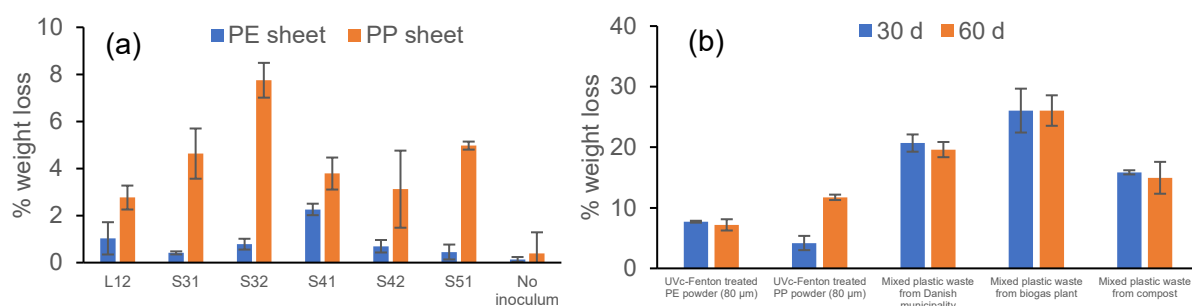 (a)
PE sheet PP sheet
% weight loss
10
8
6
4
2
0
L12 S31 S32 S41 S42 S51 No
inoculum
(b)
30 d 60 d
% weight loss
40
30
20
10
0
UVc-Fenton treated
PE powder (80 µm)
UVc-Fenton treated
PP powder (80 µm)
Mixed plastic waste
from Danish
municipality
Mixed plastic waste
from biogas plant
Mixed plastic waste
from compost